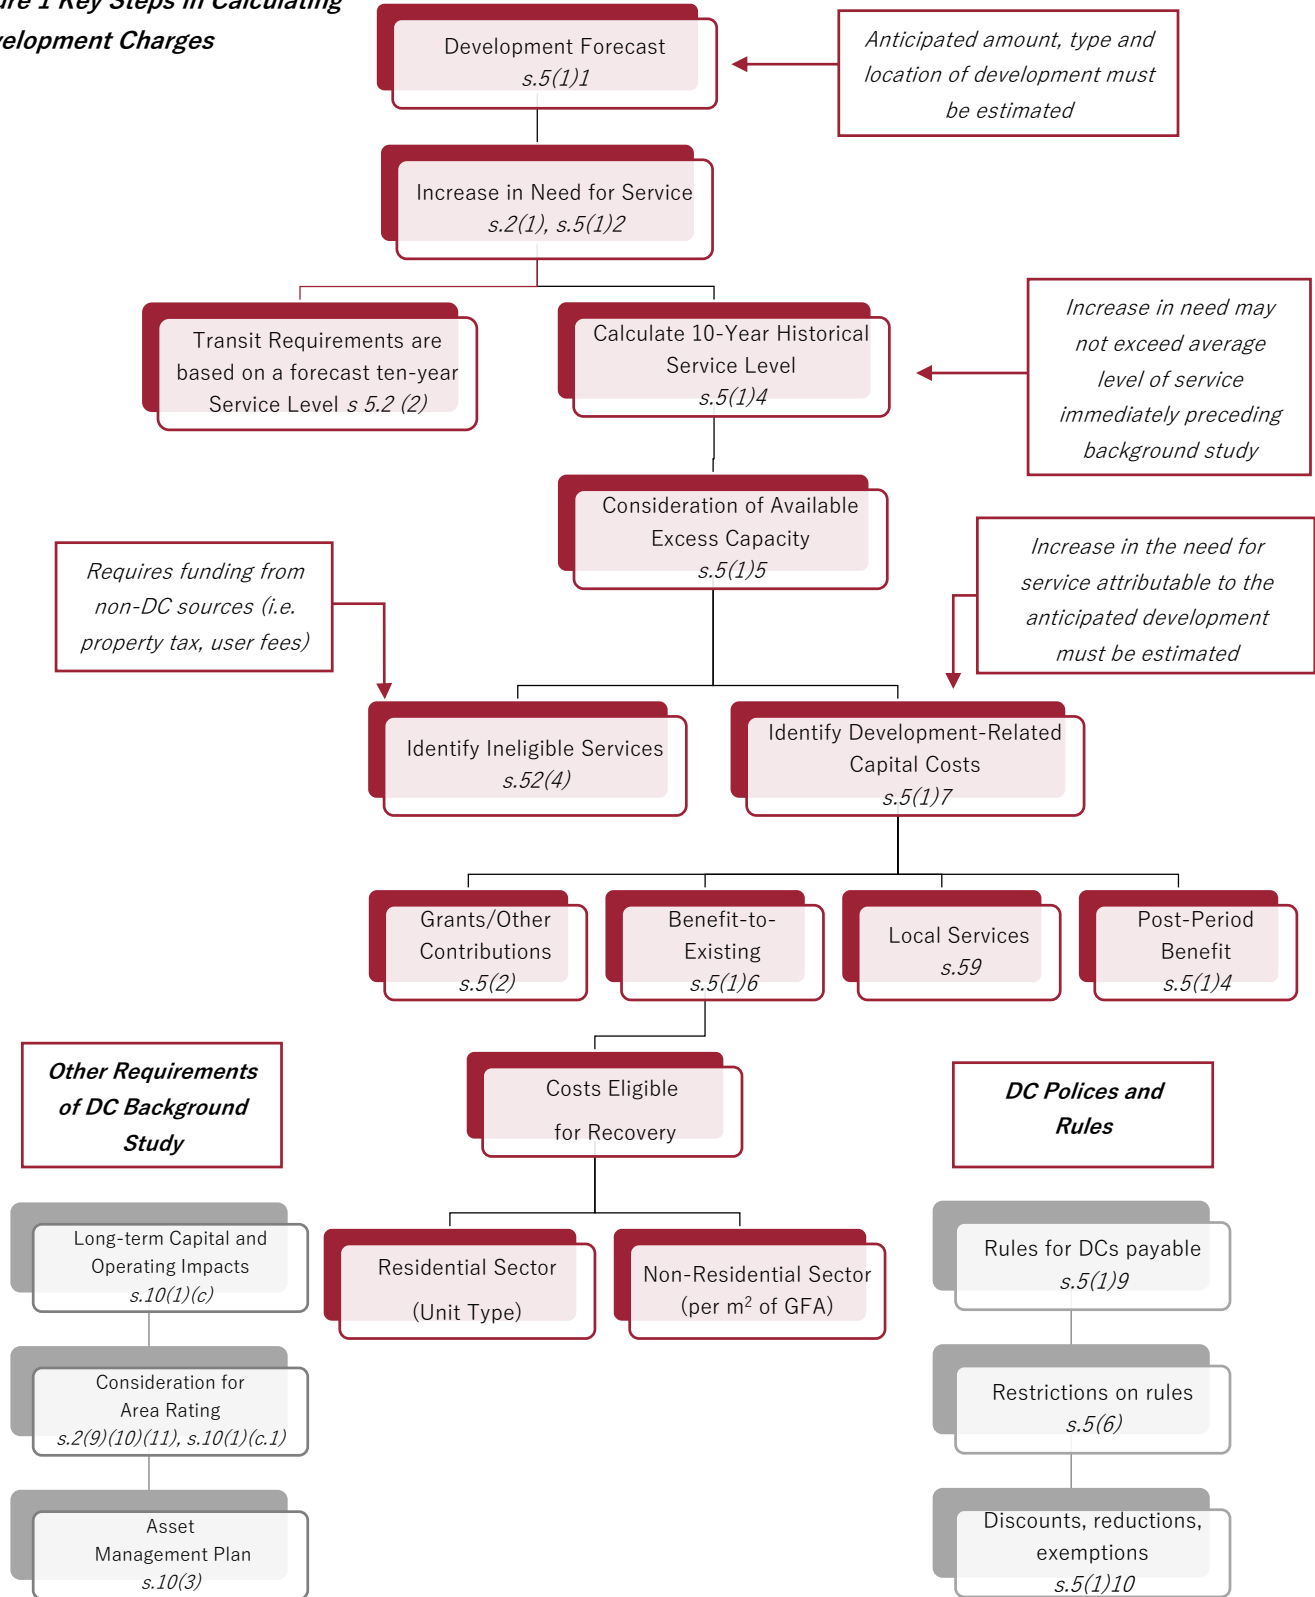 ure 1 Key Steps in Calculating
velopment Charges
Development Forecast
s.5(1)1
Anticipated amount, type and
location of development must
be estimated
Increase in Need for Service
s.2(1), s.5(1)2
Transit Requirements are
based on a forecast ten-year
Service Level s 5.2 (2)
Calculate 10-Year Historical
Service Level
s.5(1)4
Increase in need may
not exceed average
level of service
immediately preceding
background study
Consideration of Available
Excess Capacity
s.5(1)5
Requires funding from
non-DC sources (i.e.
property tax, user fees)
Increase in the need for
service attributable to the
anticipated development
must be estimated
Identify Ineligible Services
s.52(4)
Identify Development-Related
Capital Costs
s.5(1)7
Grants/Other
Contributions
s.5(2)
Benefit-to-
Existing
s.5(1)6
Local Services
s.59
Post-Period
Benefit
s.5(1)4
Costs Eligible
for Recovery
Residential Sector
(Unit Type)
Non-Residential Sector
(per m² of GFA)
Other Requirements
of DC Background
Study
Long-term Capital and
Operating Impacts
s.10(1)(c)
Consideration for
Area Rating
s.2(9)(10)(11), s.10(1)(c.1)
Asset
Management Plan
s.10(3)
DC Polices and
Rules
Rules for DCs payable
s.5(1)9
Restrictions on rules
s.5(6)
Discounts, reductions,
exemptions
s.5(1)10